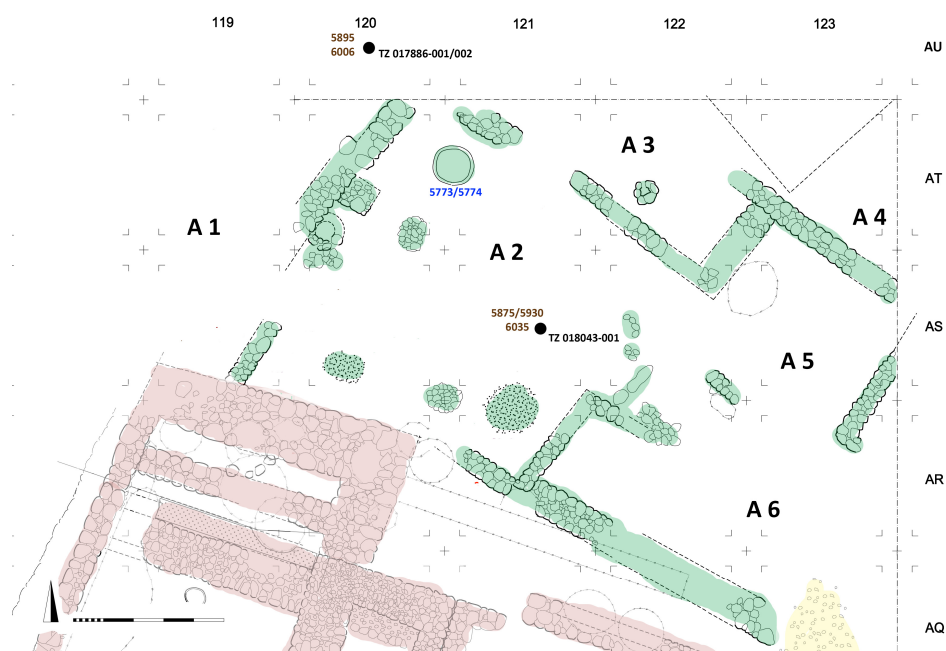 119 120 121 122 123
5895
6006
TZ 017886-001/002
AU
A 3
AT
5773/5774
A 1
A 4
A 2
5875/5930
6035
TZ 018043-001
AS
A 5
AR
A 6
AQ